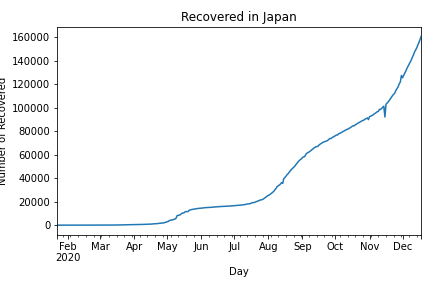 Recovered in Japan
160000
140000
120000
100000
80000
60000
40000
20000
0
Number of Recovered
Feb Mar Apr May Jun Jul Aug Sep Oct Nov Dec
2020
Day